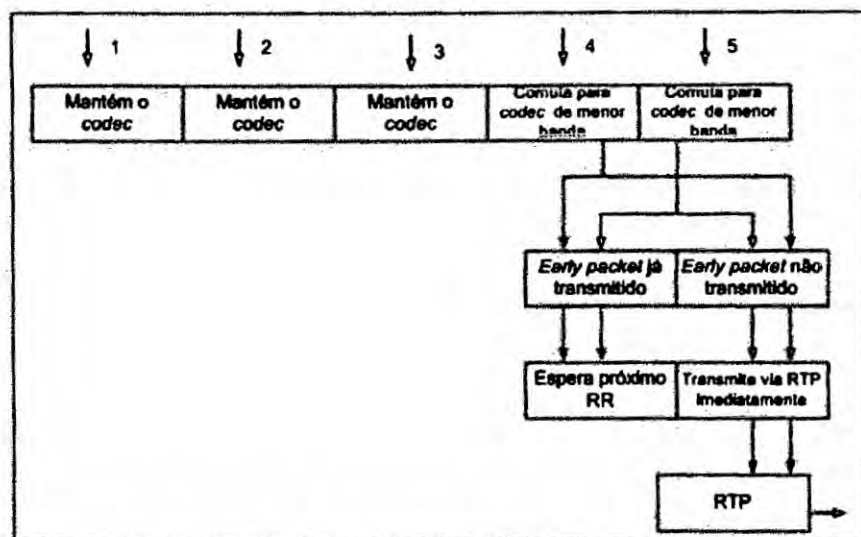 1 2 3 4 5
Mantém o Mantém o Mantém o Comuta para Comuta para
codec codec codec codec de menor codec de menor
banda banda
Early packet já Early packet não
transmitido transmitido
Espera próximo Transmite via RTP
RR Imediatamente
RTP